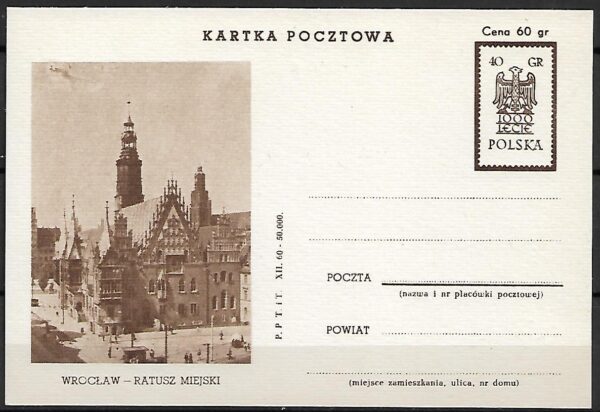 KARTKA POCZTOWA
Cena 60 gr
40 GR
1000
LECIE
POLSKA
P. P. T. i T. XII. 60 - 50.000.
POCZTA
(nazwa i nr placówki pocztowej)
POWIAT
(miejsce zamieszkania, ulica, nr domu)
WROCŁAW — RATUSZ MIEJSKI